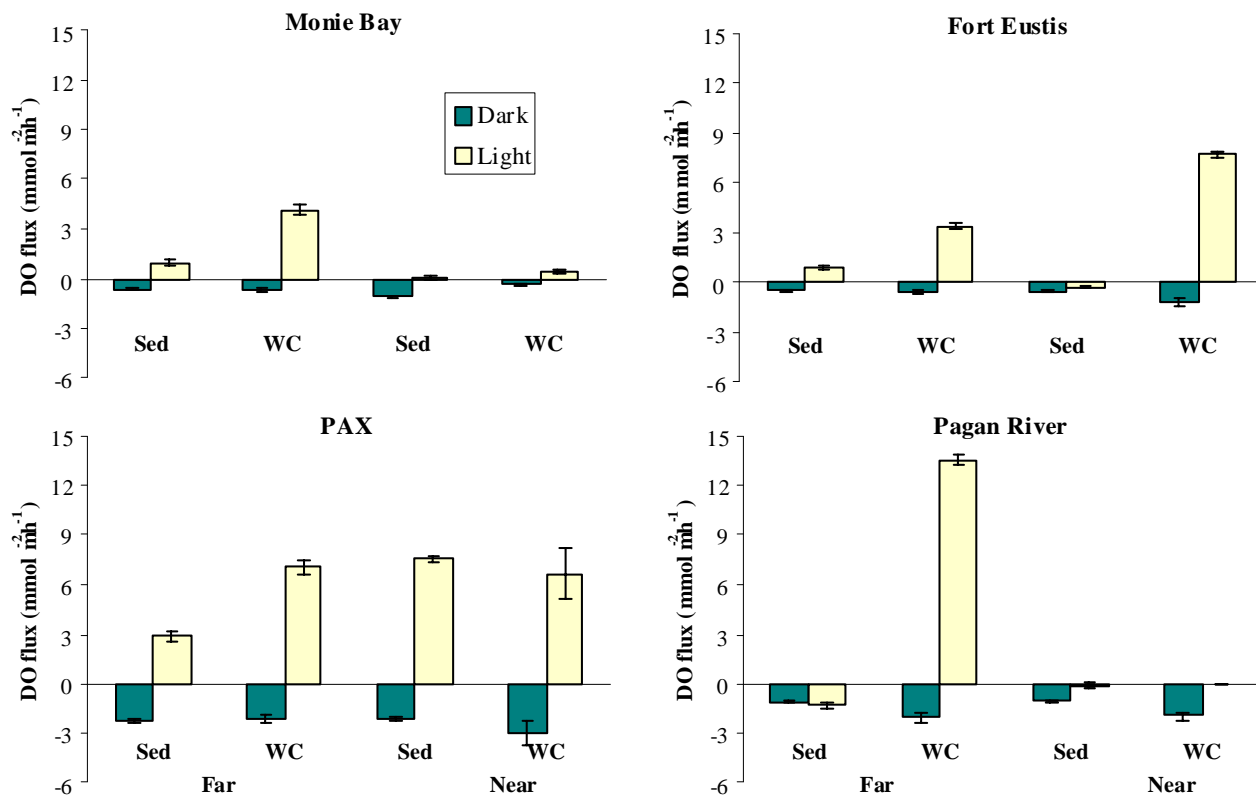 Monie Bay
DO flux (mmol m-2 h-1)
15
12
9
6
3
0
-3
-6
Dark
Light
Sed
WC
Sed
WC
Fort Eustis
DO flux (mmol m-2 h-1)
15
12
9
6
3
0
-3
-6
Sed
WC
Sed
WC
PAX
DO flux (mmol m-2 h-1)
15
12
9
6
3
0
-3
-6
Sed
WC
Sed
WC
Far
Near
Pagan River
DO flux (mmol m-2 h-1)
15
12
9
6
3
0
-3
-6
Sed
WC
Sed
WC
Far
Near